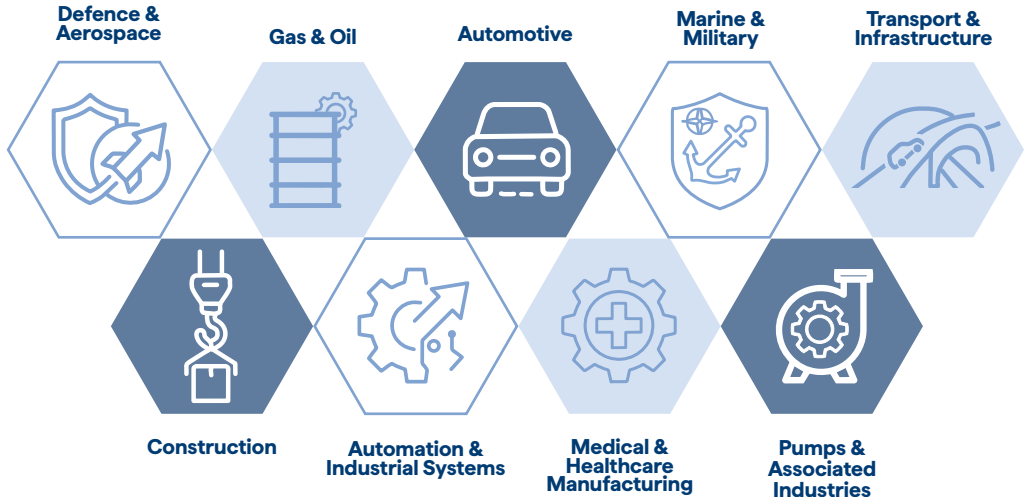 Defence &
Aerospace
Gas & Oil
Automotive
Marine &
Military
Transport &
Infrastructure
Construction
Automation &
Industrial Systems
Medical &
Healthcare
Manufacturing
Pumps &
Associated
Industries